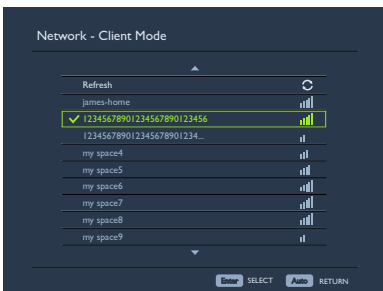 Network - Client Mode
Refresh
james-home
12345678901234567890123456
123456789012345678901234...
my space4
my space5
my space6
my space7
my space8
my space9
Enter SELECT Auto RETURN